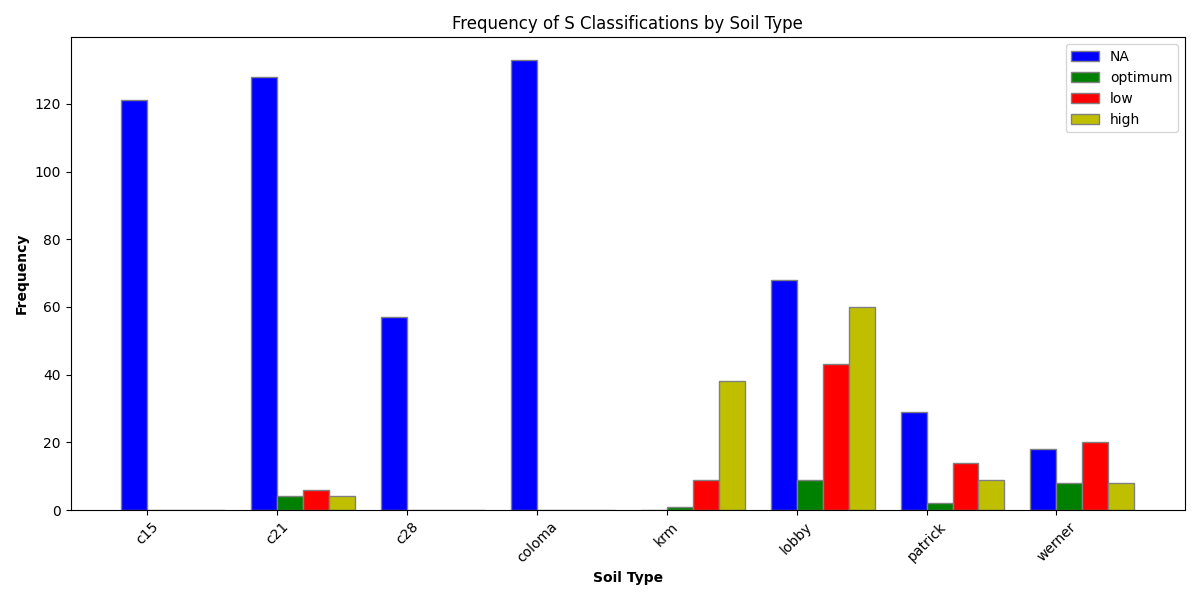 Frequency of S Classifications by Soil Type
NA
optimum
low
high
120
100
80
60
40
20
0
Frequency
c15
c21
c28
coloma
krm
lobby
patrick
werner
Soil Type